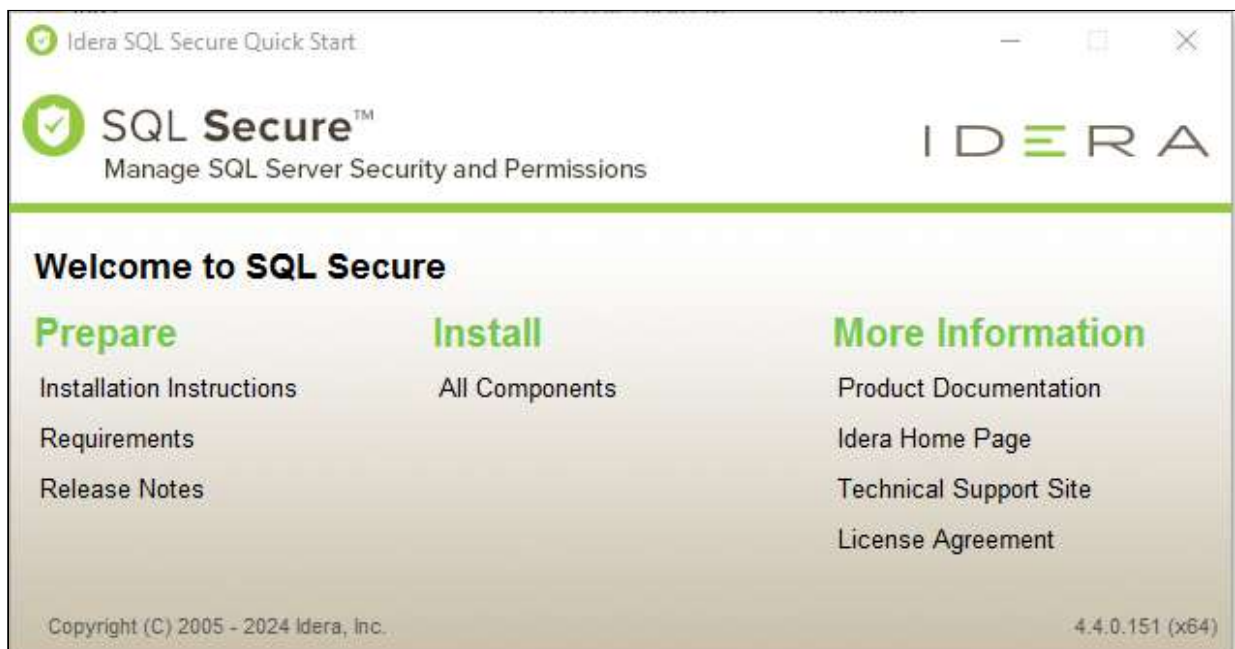 Idera SQL Secure Quick Start
SQL Secure™
Manage SQL Server Security and Permissions
IDERA
Welcome to SQL Secure
Prepare
Installation Instructions
Requirements
Release Notes
Install
All Components
More Information
Product Documentation
Idera Home Page
Technical Support Site
License Agreement
Copyright (C) 2005 - 2024 Idera, Inc.
4.4.0.151 (x64)